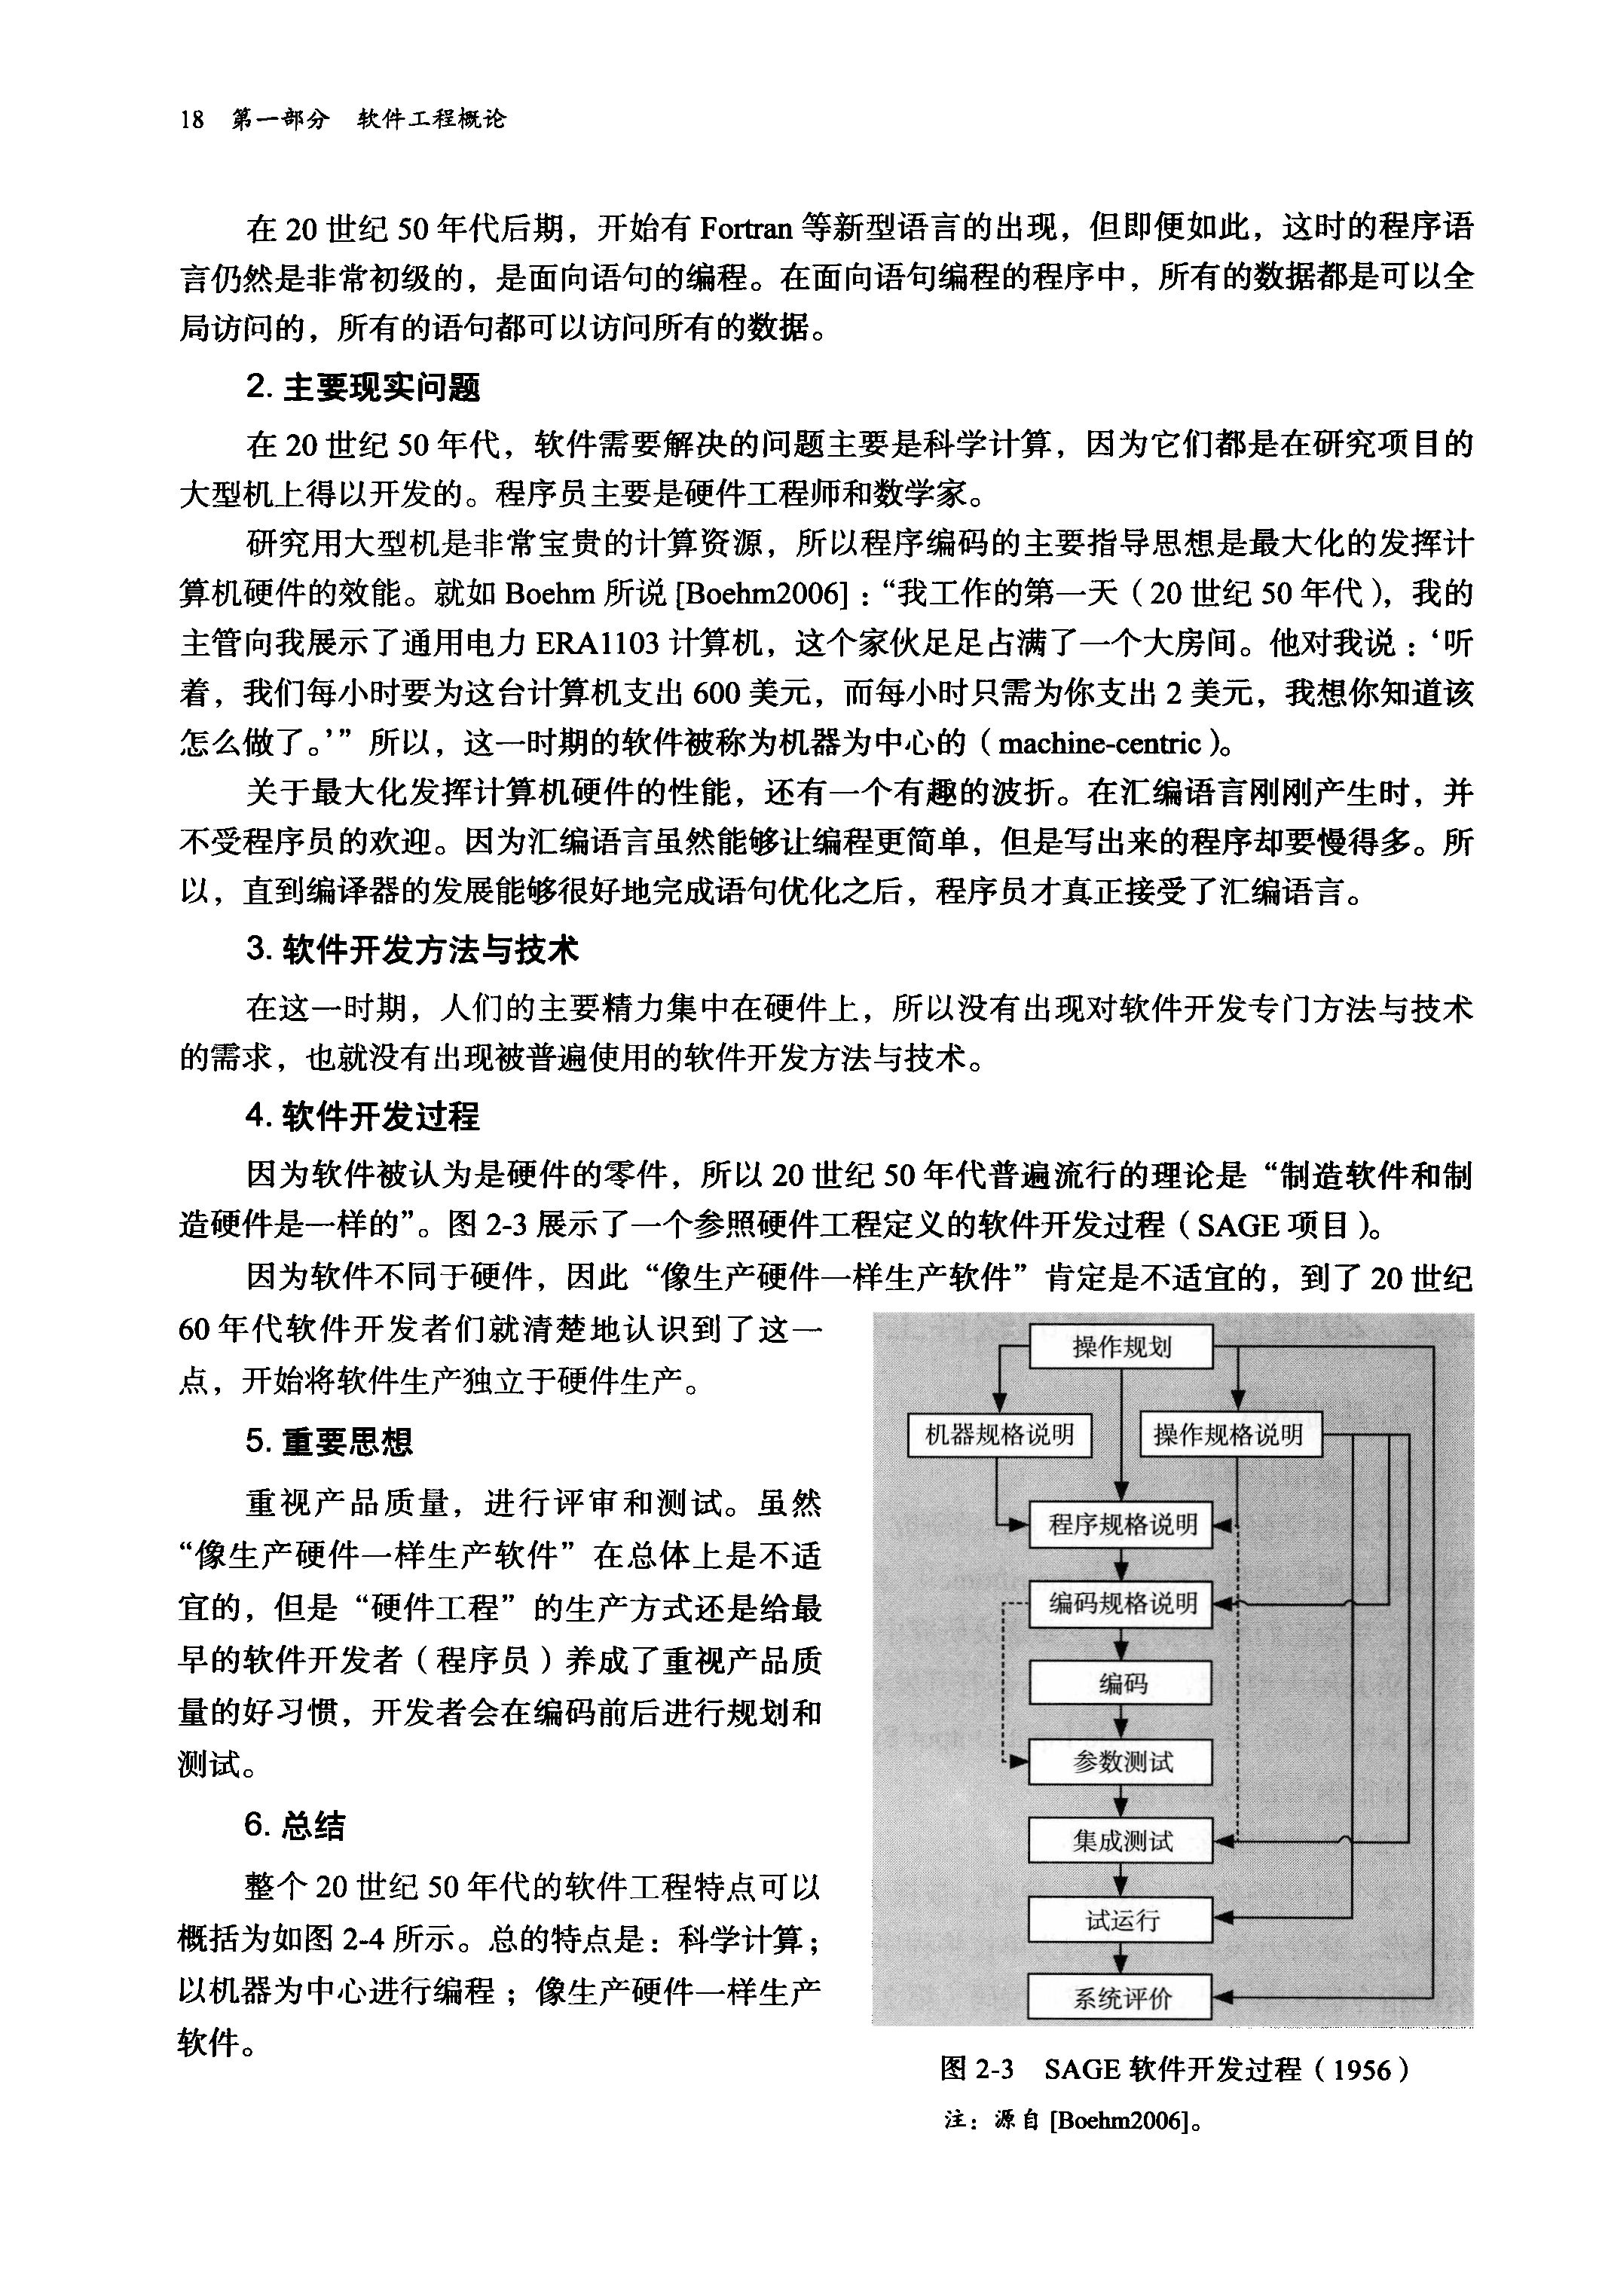 18 第一部分 软件工程概论
在 20 世纪 50 年代后期，开始有 Fortran 等新型语言的出现，但即便如此，这时的程序语
言仍然是非常初级的，是面向语句的编程。在面向语句编程的程序中，所有的数据都是可以全
局访问的，所有的语句都可以访问所有的数据。
2. 主要现实问题
在 20 世纪 50 年代，软件需要解决的问题主要是科学计算，因为它们都是在研究项目的
大型机上得以开发的。程序员主要是硬件工程师和数学家。
研究用大型机是非常宝贵的计算资源，所以程序编码的主要指导思想是最大化的发挥计
算机硬件的效能。就如 Boehm 所说 [Boehm2006]：“我工作的第一天（20 世纪 50 年代），我的
主管向我展示了通用电力 ERA1103 计算机，这个家伙足足占满了一个大房间。他对我说：‘听
着，我们每小时要为这台计算机支出 600 美元，而每小时只需为你支出 2 美元，我想你知道该
怎么做了。’” 所以，这一时期的软件被称为机器为中心的（machine-centric）。
关于最大化发挥计算机硬件的性能，还有一个有趣的波折。在汇编语言刚刚产生时，并
不受程序员的欢迎。因为汇编语言虽然能够让编程更简单，但是写出来的程序却要慢得多。所
以，直到编译器的发展能够很好地完成语句优化之后，程序员才真正接受了汇编语言。
3. 软件开发方法与技术
在这一时期，人们的主要精力集中在硬件上，所以没有出现对软件开发专门方法与技术
的需求，也就没有出现被普遍使用的软件开发方法与技术。
4. 软件开发过程
因为软件被认为是硬件的零件，所以 20 世纪 50 年代普遍流行的理论是“制造软件和制
造硬件是一样的”。图 2-3 展示了一个参照硬件工程定义的软件开发过程（SAGE 项目）。
因为软件不同于硬件，因此“像生产硬件一样生产软件”肯定是不适宜的，到了 20 世纪
60 年代软件开发者们就清楚地认识到了这一
点，开始将软件生产独立于硬件生产。
5. 重要思想
重视产品质量，进行评审和测试。虽然
“像生产硬件一样生产软件”在总体上是不适
宜的，但是“硬件工程”的生产方式还是给最
早的软件开发者（程序员）养成了重视产品质
量的好习惯，开发者会在编码前后进行规划和
测试。
6. 总结
整个 20 世纪 50 年代的软件工程特点可以
概括为如图 2-4 所示。总的特点是：科学计算；
以机器为中心进行编程；像生产硬件一样生产
软件。
操作规划
机器规格说明
操作规格说明
程序规格说明
编码规格说明
编码
参数测试
集成测试
试运行
系统评价
图 2-3 SAGE 软件开发过程（1956）
注：源自 [Boehm2006]。